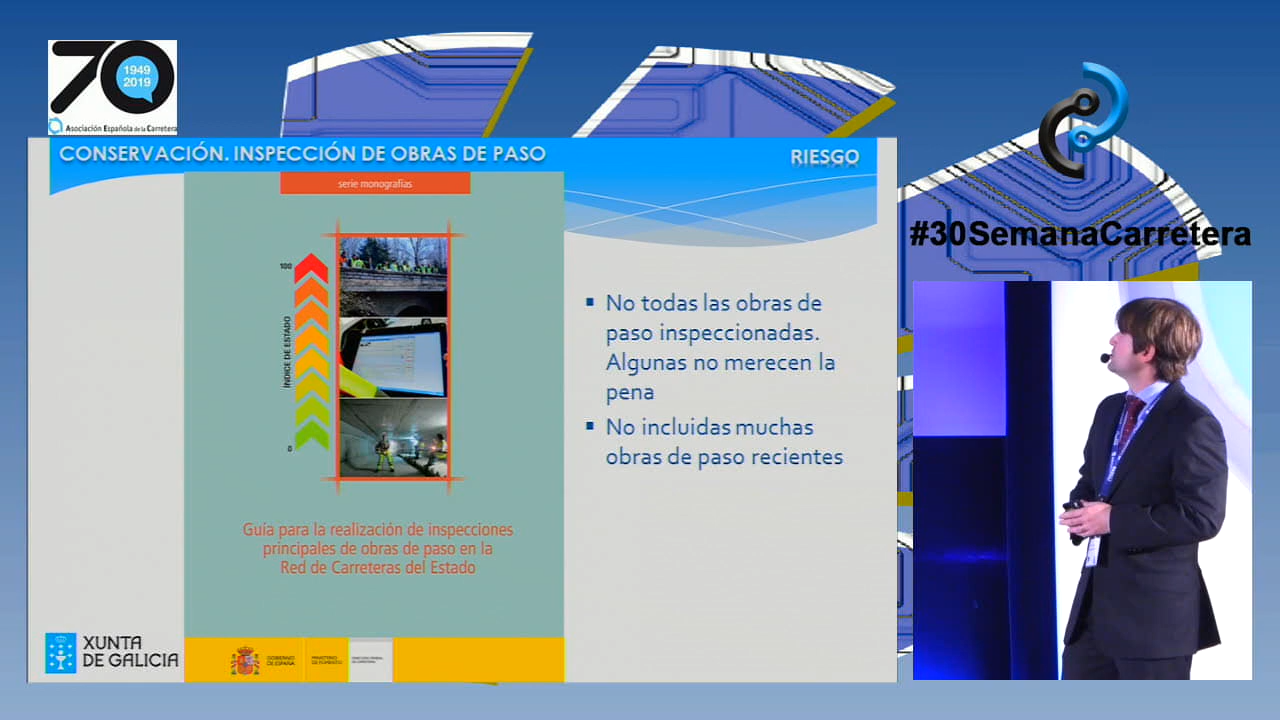 70
1949
2019
Asociación Española de la Carretera
CONSERVACIÓN. INSPECCIÓN DE OBRAS DE PASO
RIESGO
serie monografías
100
ÍNDICE DE ESTADO
0
Guía para la realización de inspecciones
principales de obras de paso en la
Red de Carreteras del Estado
GOBIERNO
DE ESPAÑA
MINISTERIO
DE FOMENTO
▪ No todas las obras de
paso inspeccionadas.
Algunas no merecen la
pena
▪ No incluidas muchas
obras de paso recientes
XUNTA
DE GALICIA
#30SemanaCarretera